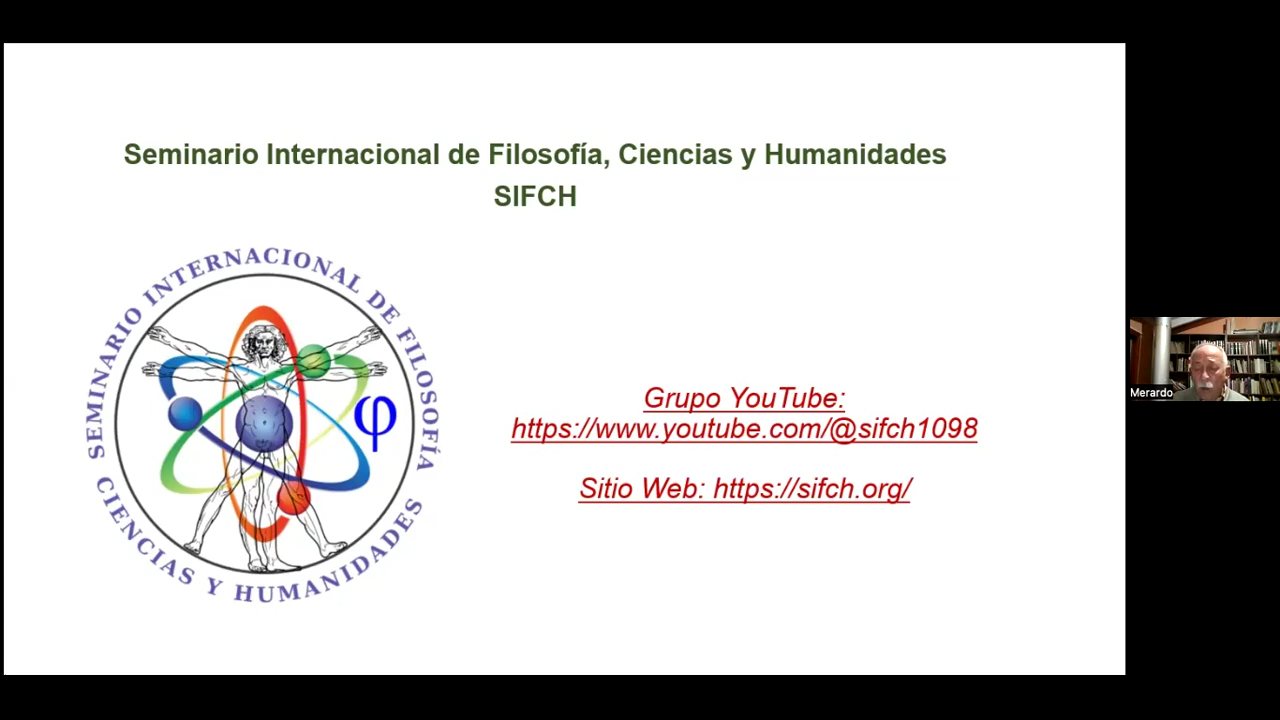 Seminario Internacional de Filosofía, Ciencias y Humanidades
SIFCH
SEMINARIO INTERNACIONAL DE FILOSOFÍA
CIENCIAS Y HUMANIDADES
φ
Grupo YouTube:
https://www.youtube.com/@sifch1098
Sitio Web: https://sifch.org/
Merardo